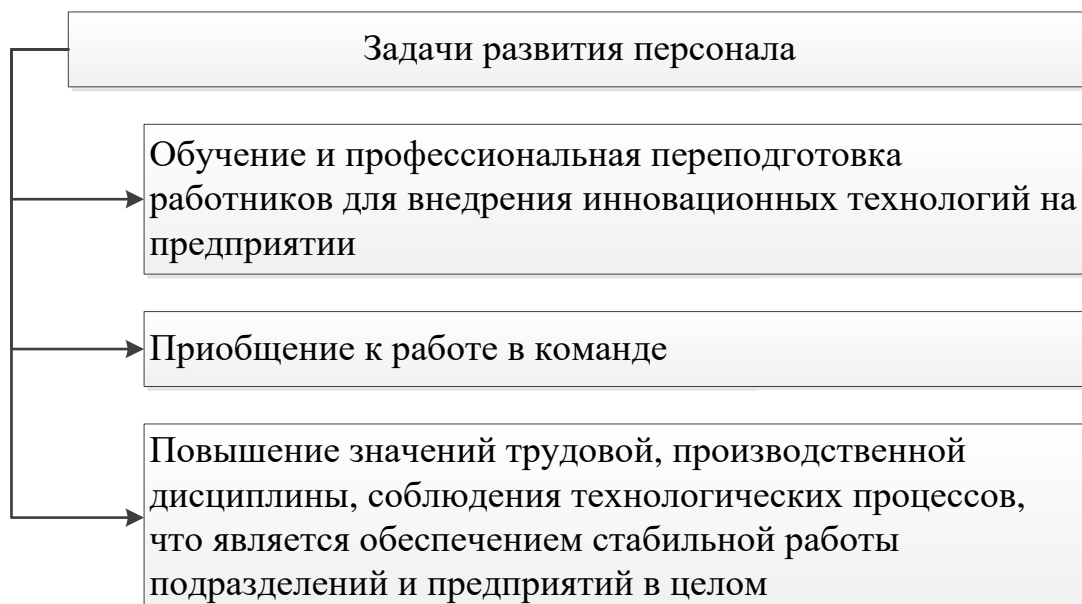 Задачи развития персонала
Обучение и профессиональная переподготовка
работников для внедрения инновационных технологий на
предприятии
Приобщение к работе в команде
Повышение значений трудовой, производственной
дисциплины, соблюдения технологических процессов,
что является обеспечением стабильной работы
подразделений и предприятий в целом